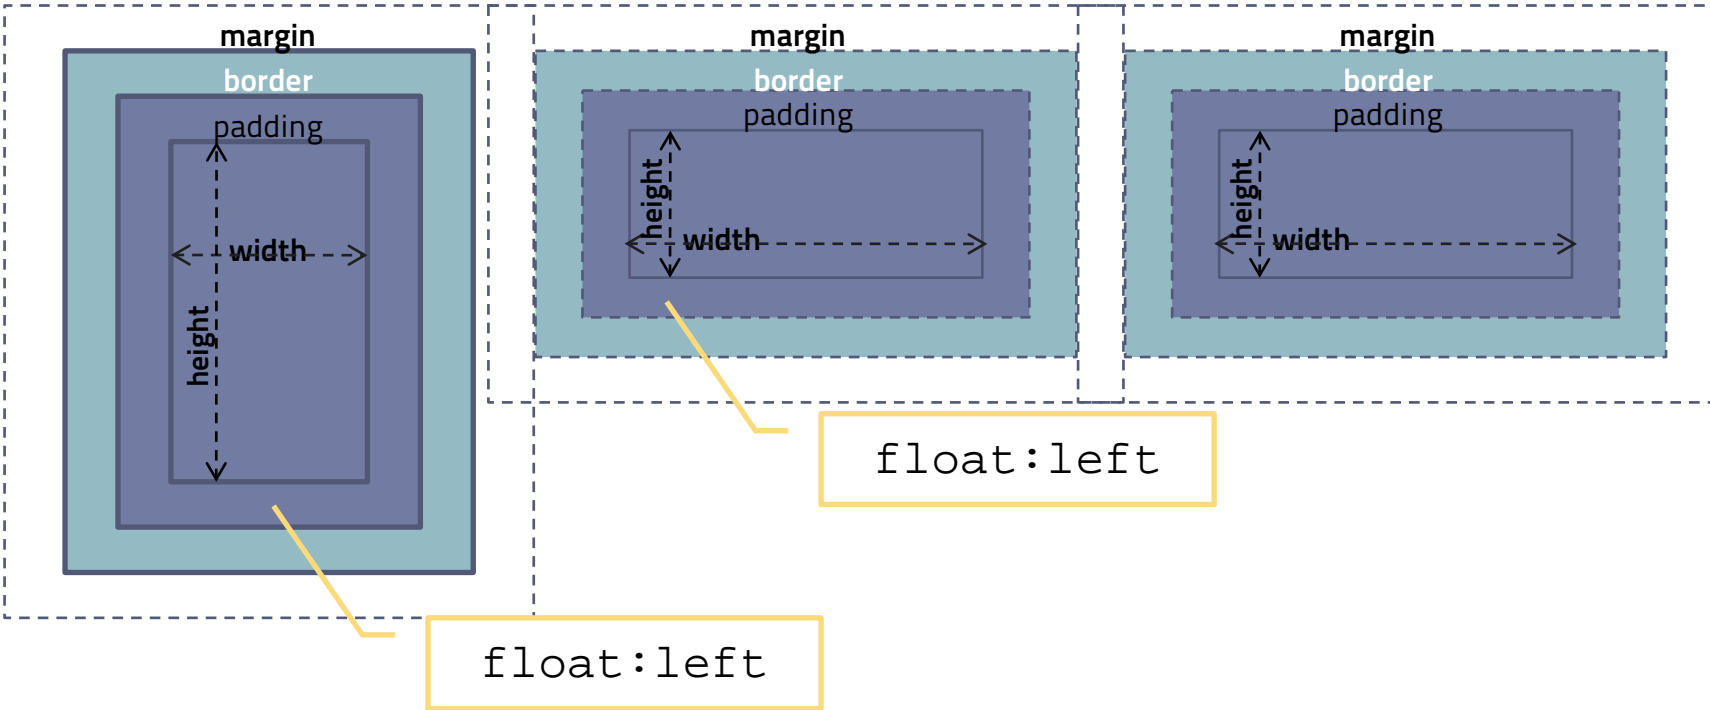 margin
border
padding
width
height
margin
border
padding
height
width
margin
border
padding
height
width
float:left
float:left